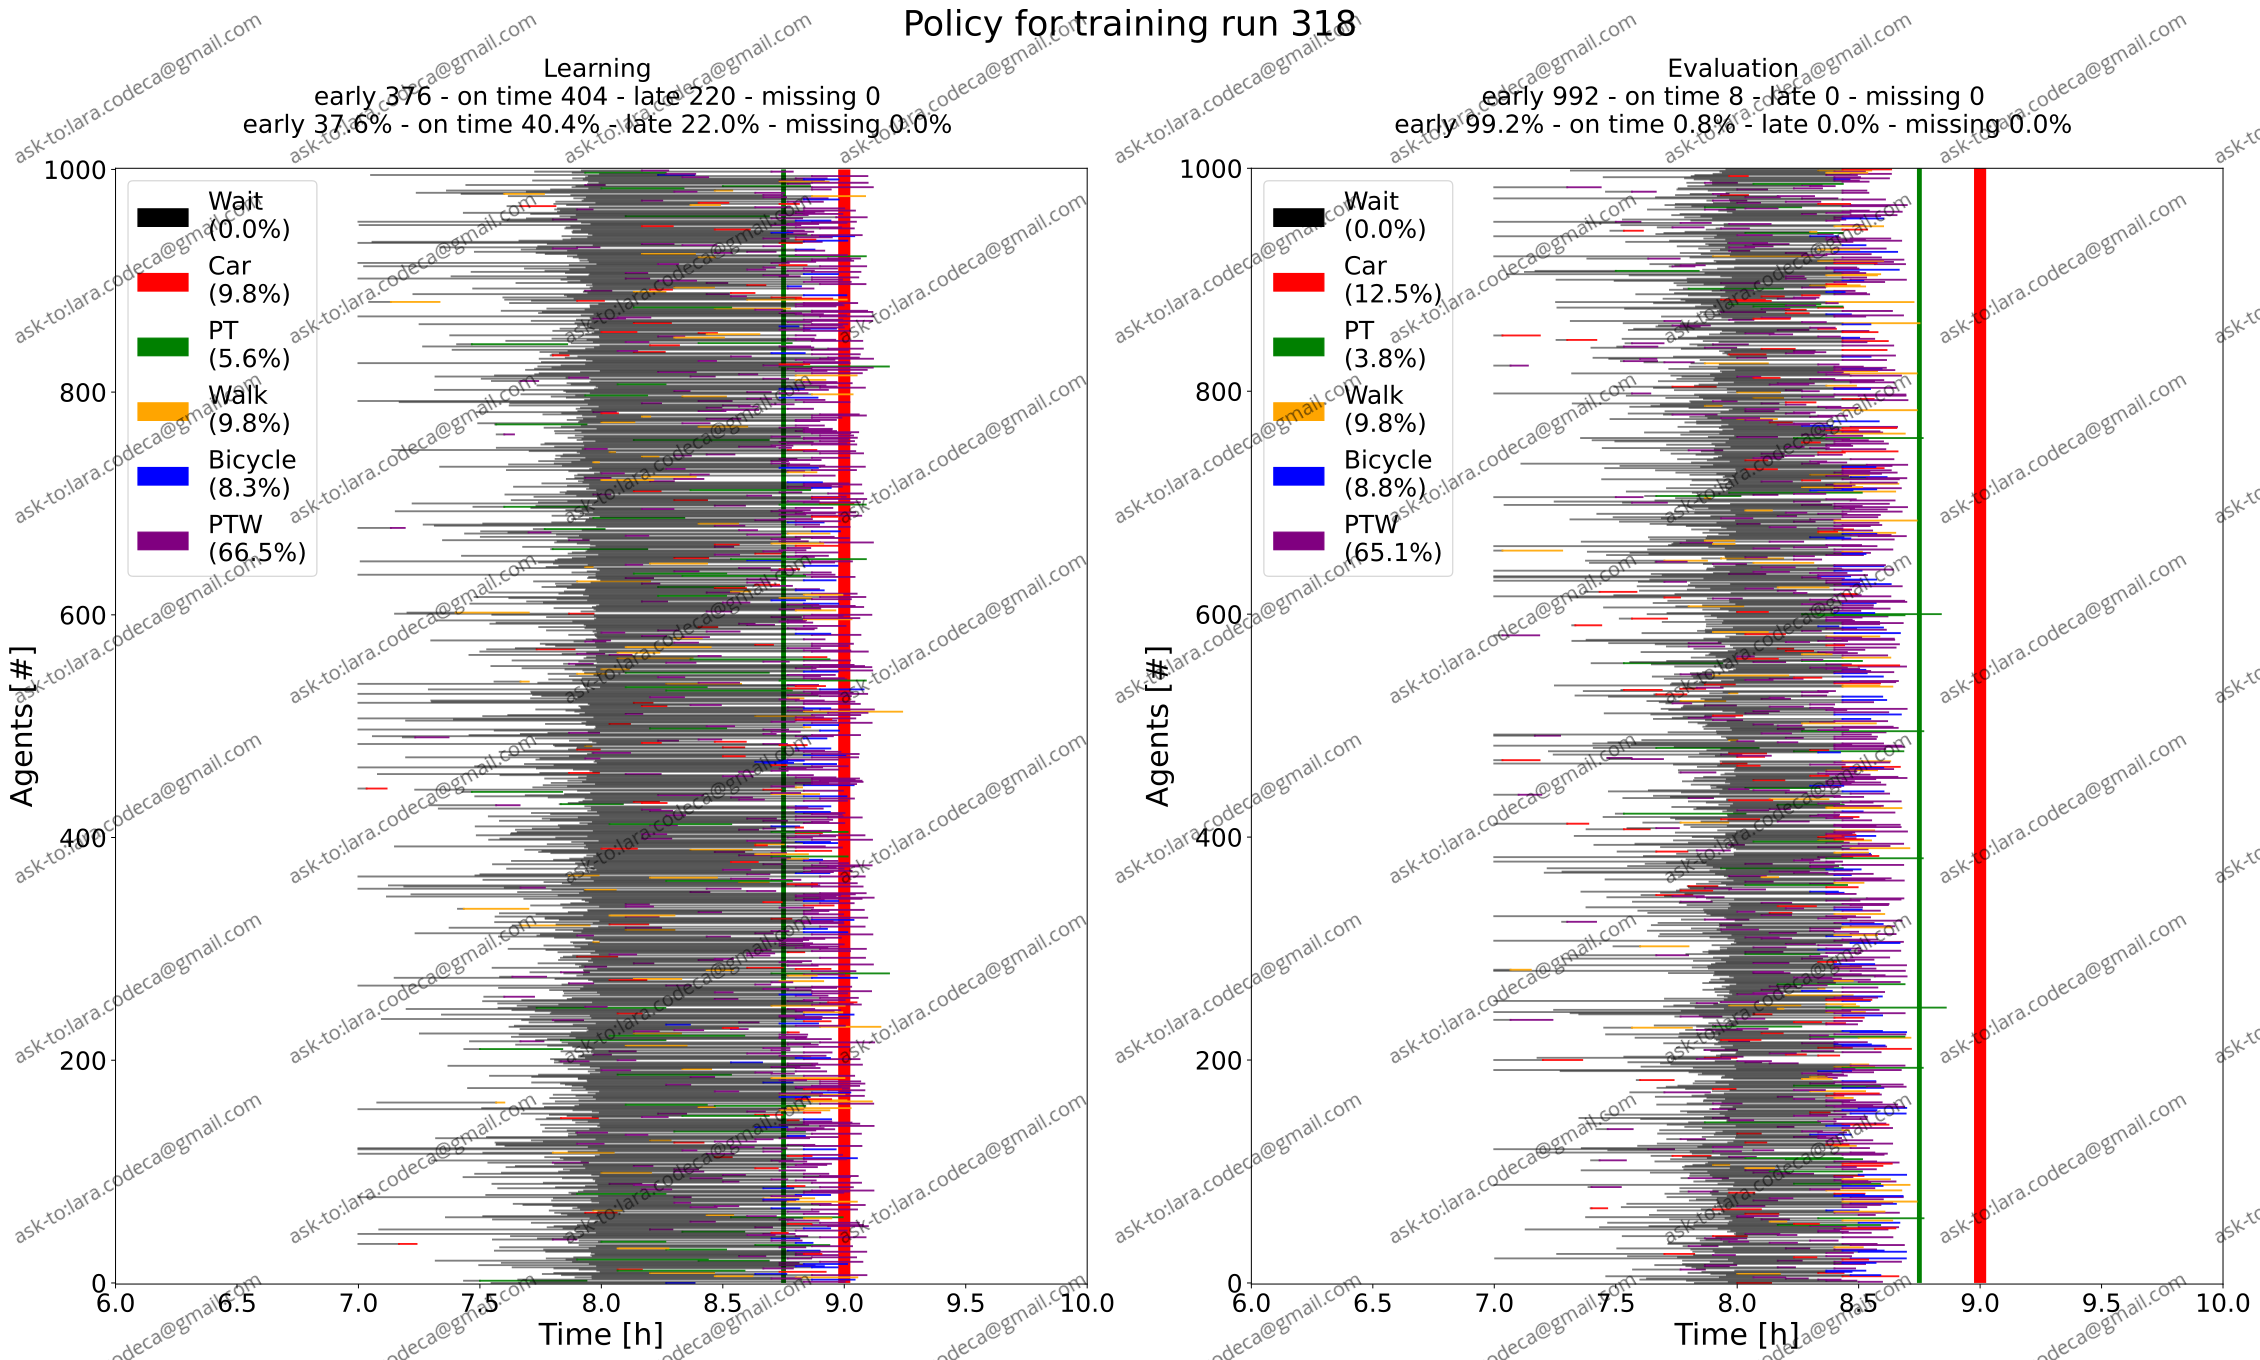 Policy for training run 318
Learning
early 376 - on time 404 - late 220 - missing 0
early 37.6% - on time 40.4% - late 22.0% - missing 0.0%
1000
800
600
400
200
0
Agents [#]
Wait
(0.0%)
Car
(9.8%)
PT
(5.6%)
Walk
(9.8%)
Bicycle
(8.3%)
PTW
(66.5%)
6.0 6.5 7.0 7.5 8.0 8.5 9.0 9.5 10.0
Time [h]
Evaluation
early 992 - on time 8 - late 0 - missing 0
early 99.2% - on time 0.8% - late 0.0% - missing 0.0%
1000
800
600
400
200
0
Agents [#]
Wait
(0.0%)
Car
(12.5%)
PT
(3.8%)
Walk
(9.8%)
Bicycle
(8.8%)
PTW
(65.1%)
6.0 6.5 7.0 7.5 8.0 8.5 9.0 9.5 10.0
Time [h]
ask-to:lara.codeca@gmail.com